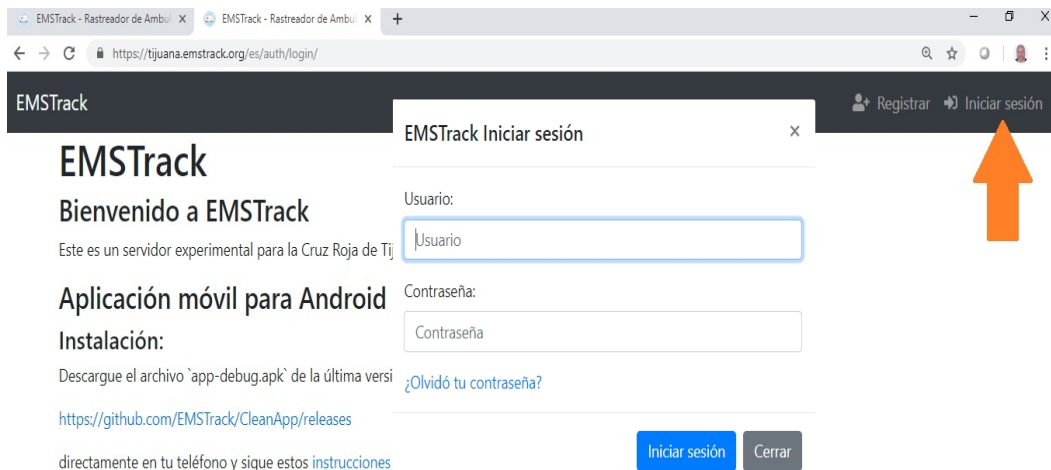 EMSTrack - Rastreador de Ambul
EMSTrack - Rastreador de Ambul
https://tijuana.emstrack.org/es/auth/login/
EMSTrack
Registrar
Iniciar sesión
EMSTrack Iniciar sesión
EMSTrack
Bienvenido a EMSTrack
Usuario:
Usuario
Este es un servidor experimental para la Cruz Roja de Tij
Aplicación móvil para Android
Contraseña:
Contraseña
Instalación:
Descargue el archivo `app-debug.apk` de la última versi
¿Olvidó tu contraseña?
https://github.com/EMSTrack/CleanApp/releases
directamente en tu teléfono y sigue estos instrucciones
Iniciar sesión
Cerrar